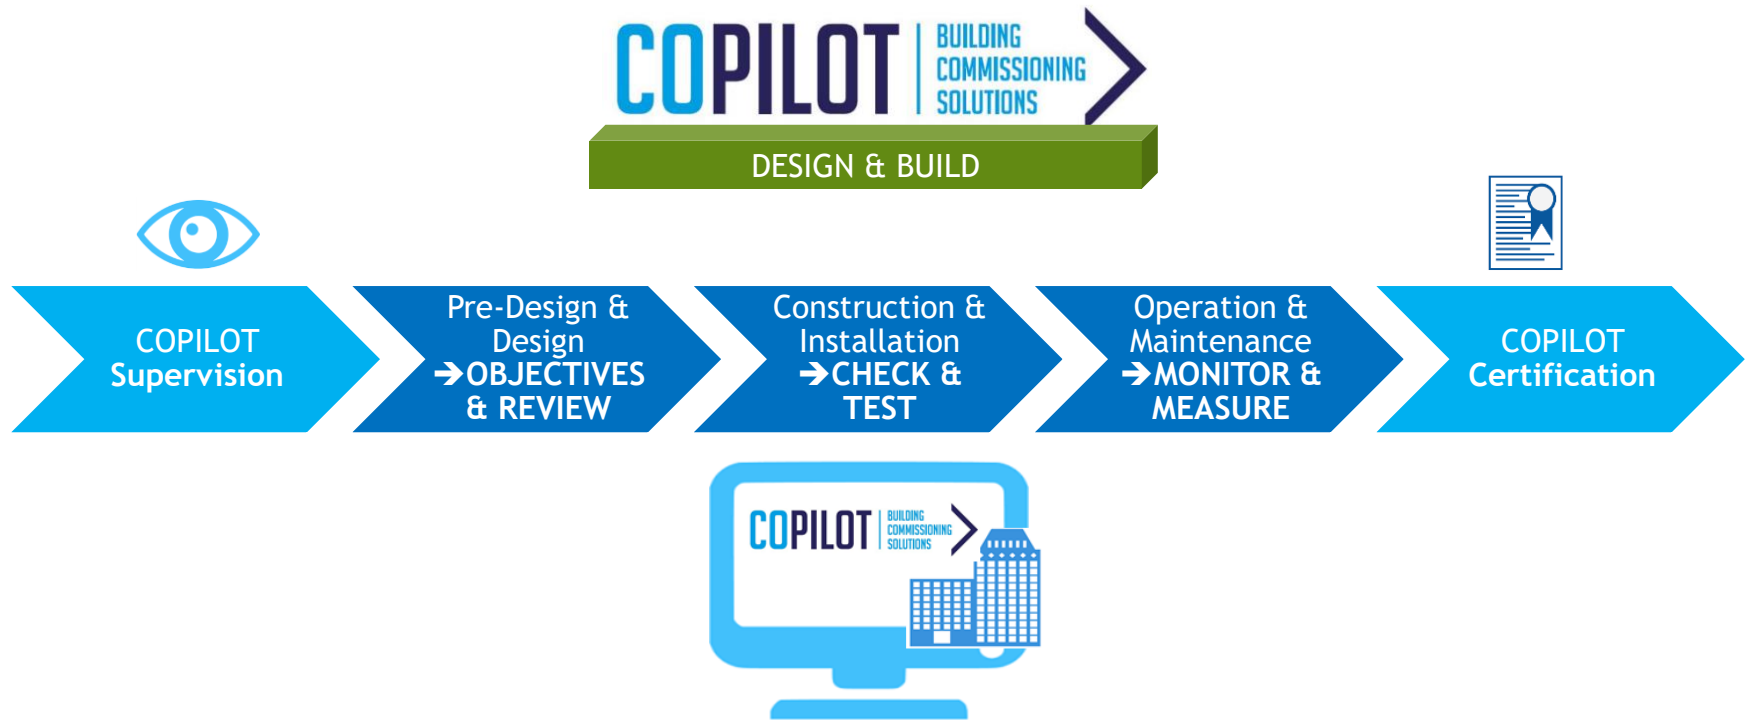 COPILOT
BUILDING
COMMISSIONING
SOLUTIONS
DESIGN & BUILD
COPILOT
Supervision
Pre-Design &
Design
➔OBJECTIVES
& REVIEW
Construction &
Installation
➔CHECK &
TEST
Operation &
Maintenance
➔MONITOR &
MEASURE
COPILOT
Certification
COPILOT
BUILDING
COMMISSIONING
SOLUTIONS